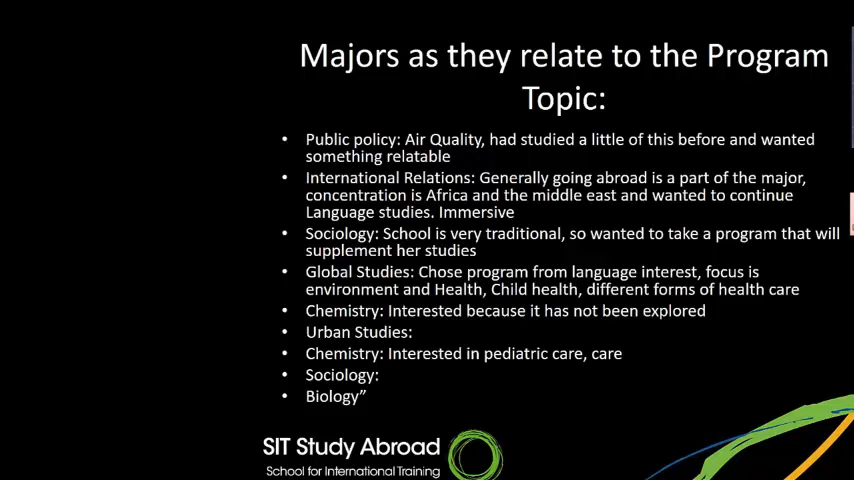 Majors as they relate to the Program
Topic:
• Public policy: Air Quality, had studied a little of this before and wanted
something relatable
• International Relations: Generally going abroad is a part of the major,
concentration is Africa and the middle east and wanted to continue
Language studies. Immersive
• Sociology: School is very traditional, so wanted to take a program that will
supplement her studies
• Global Studies: Chose program from language interest, focus is
environment and Health, Child health, different forms of health care
• Chemistry: Interested because it has not been explored
• Urban Studies:
• Chemistry: Interested in pediatric care, care
• Sociology:
• Biology”
SIT Study Abroad
School for International Training